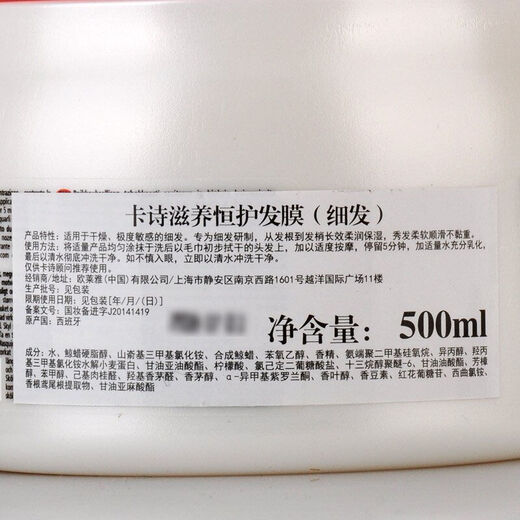 卡诗滋养恒护发膜（细发）
产品特性：适用于干燥、极度敏感的细发。专为细发研制，从发根到发梢长效柔润保湿，秀发柔软顺滑不黏重。
使用方法：将适量产品均匀涂抹于洗后以毛巾初步拭干的头发上，加以适度按摩，停留5分钟，加适量水充分乳化，
最后以清水彻底冲洗干净。如不慎入眼，立即以清水冲洗干净。
仅供卡诗顾问推荐使用。
经销商/地址：欧莱雅(中国)有限公司/上海市静安区南京西路1601号越洋国际广场11楼
生产批号：见包装
限期使用日期：见包装[年/月/(日)]
备案文号：国妆备进字J20141419
原产国：西班牙
净含量：500ml
成分：水、鲸蜡硬脂醇、山嵛基三甲基氯化铵、合成鲸蜡、苯氧乙醇、香精、氨端聚二甲基硅氧烷、异丙醇、羟丙
基三甲基氯化铵水解小麦蛋白、甘油亚油酸酯、柠檬酸、氯己定二葡糖酸盐、十三烷醇聚醚-6、甘油油酸酯、芳樟
醇、苯甲醇、己基肉桂醛、羟基香茅醛、香茅醇、α-异甲基紫罗兰酮、香叶醇、香豆素、红花葡糖苷、西曲氯铵、
香根鸢尾根提取物、甘油亚麻酸酯